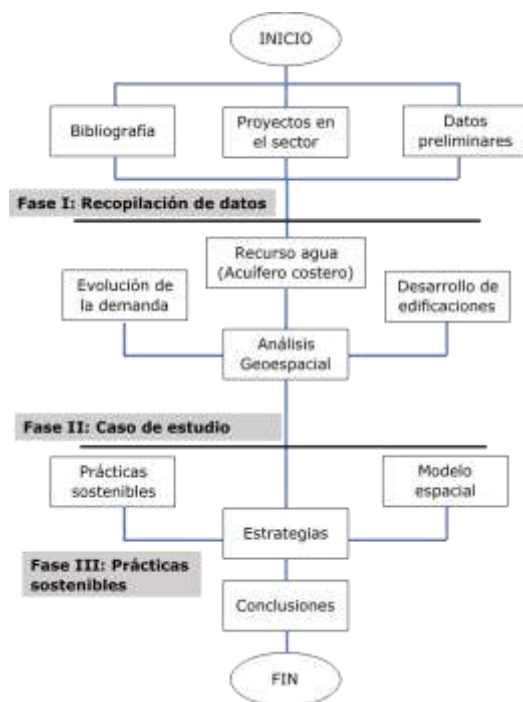 INICIO
Bibliografia
Proyectos en
el sector
Datos
preliminares
Fase I: Recopilación de datos
Recurso agua
(Acuífero costero)
Evolución de
la demanda
Desarrollo de
edificaciones
Análisis
Geoespacial
Fase II: Caso de estudio
Prácticas
sostenibles
Modelo
espacial
Estrategias
Fase III: Prácticas
sostenibles
Conclusiones
FIN